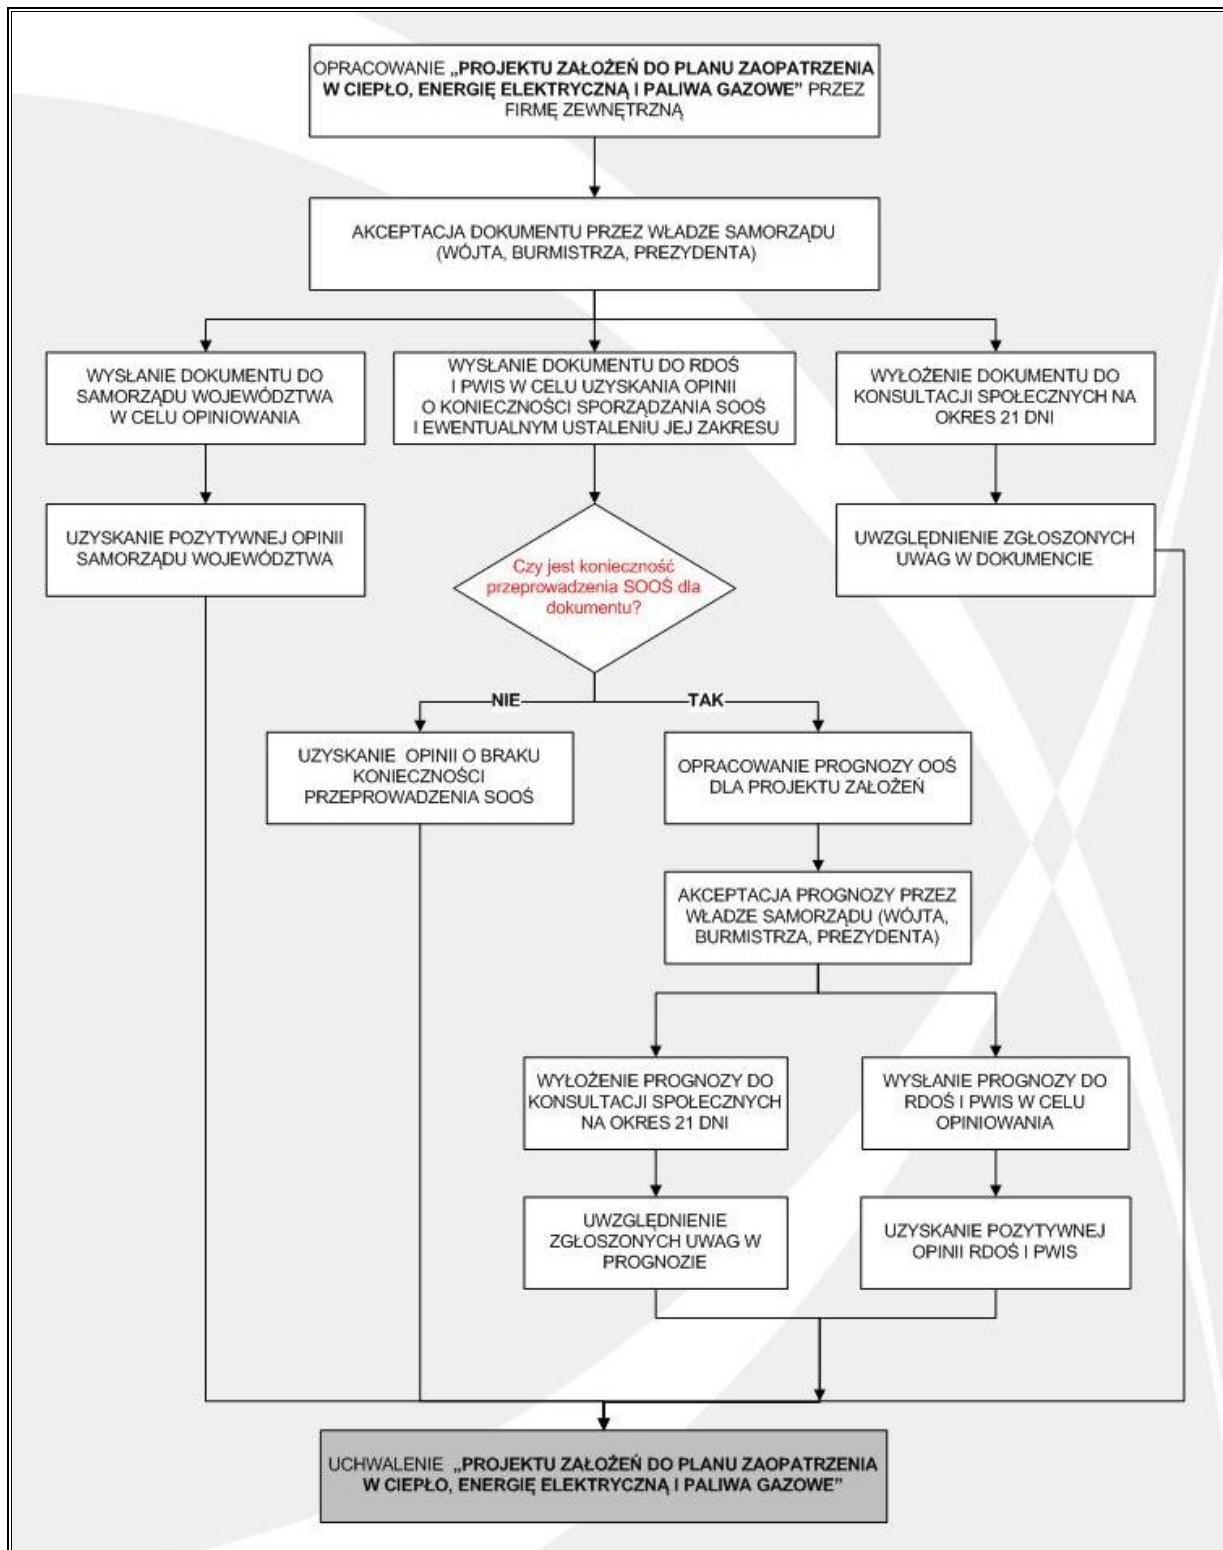 OPRACOWANIE „PROJEKTU ZAŁOŻEŃ DO PLANU ZAOPATRZENIA
W CIEPŁO, ENERGIĘ ELEKTRYCZNĄ I PALIWA GAZOWE” PRZEZ
FIRMĘ ZEWNĘTRZNĄ
AKCEPTACJA DOKUMENTU PRZEZ WŁADZE SAMORZĄDU
(WÓJTA, BURMISTRZA, PREZYDENTA)
WYSŁANIE DOKUMENTU DO
SAMORZĄDU WOJEWÓDZTWA
W CELU OPINIOWANIA
WYSŁANIE DOKUMENTU DO RDOŚ
I PWIS W CELU UZYSKANIA OPINII
O KONIECZNOŚCI SPORZĄDZANIA SOOŚ
I EWENTUALNYM USTALENIU JEJ ZAKRESU
WYŁOŻENIE DOKUMENTU DO
KONSULTACJI SPOŁECZNYCH NA
OKRES 21 DNI
UZYSKANIE POZYTYWNEJ OPINII
SAMORZĄDU WOJEWÓDZTWA
Czy jest konieczność
przeprowadzenia SOOŚ dla
dokumentu?
UWZGLĘDNIENIE ZGŁOSZONYCH
UWAG W DOKUMENCIE
NIE
TAK
UZYSKANIE OPINII O BRAKU
KONIECZNOŚCI
PRZEPROWADZENIA SOOŚ
OPRACOWANIE PROGNOZY OOŚ
DLA PROJEKTU ZAŁOŻEŃ
AKCEPTACJA PROGNOZY PRZEZ
WŁADZE SAMORZĄDU (WÓJTA,
BURMISTRZA, PREZYDENTA)
WYŁOŻENIE PROGNOZY DO
KONSULTACJI SPOŁECZNYCH
NA OKRES 21 DNI
WYSŁANIE PROGNOZY DO
RDOŚ I PWIS W CELU
OPINIOWANIA
UWZGLĘDNIENIE
ZGŁOSZONYCH UWAG W
PROGNOZIE
UZYSKANIE POZYTYWNEJ
OPINII RDOŚ I PWIS
UCHWALENIE „PROJEKTU ZAŁOŻEŃ DO PLANU ZAOPATRZENIA
W CIEPŁO, ENERGIĘ ELEKTRYCZNĄ I PALIWA GAZOWE”